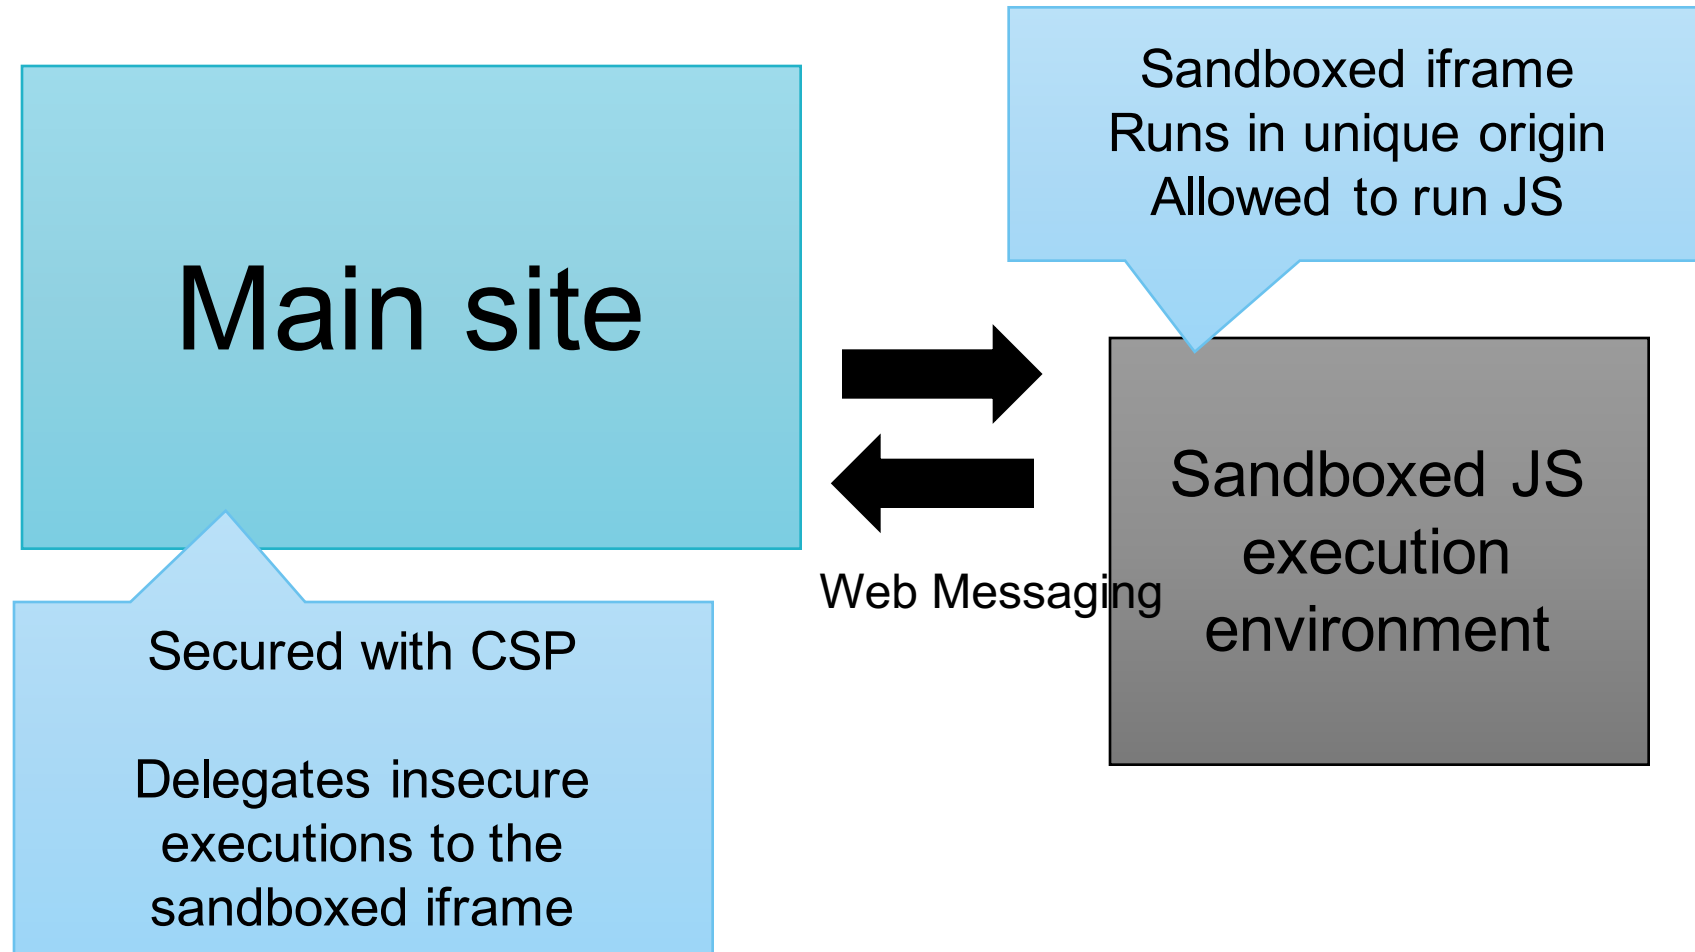 Main site
Secured with CSP
Delegates insecure
executions to the
sandboxed iframe
Web Messaging
Sandboxed iframe
Runs in unique origin
Allowed to run JS
Sandboxed JS
execution
environment